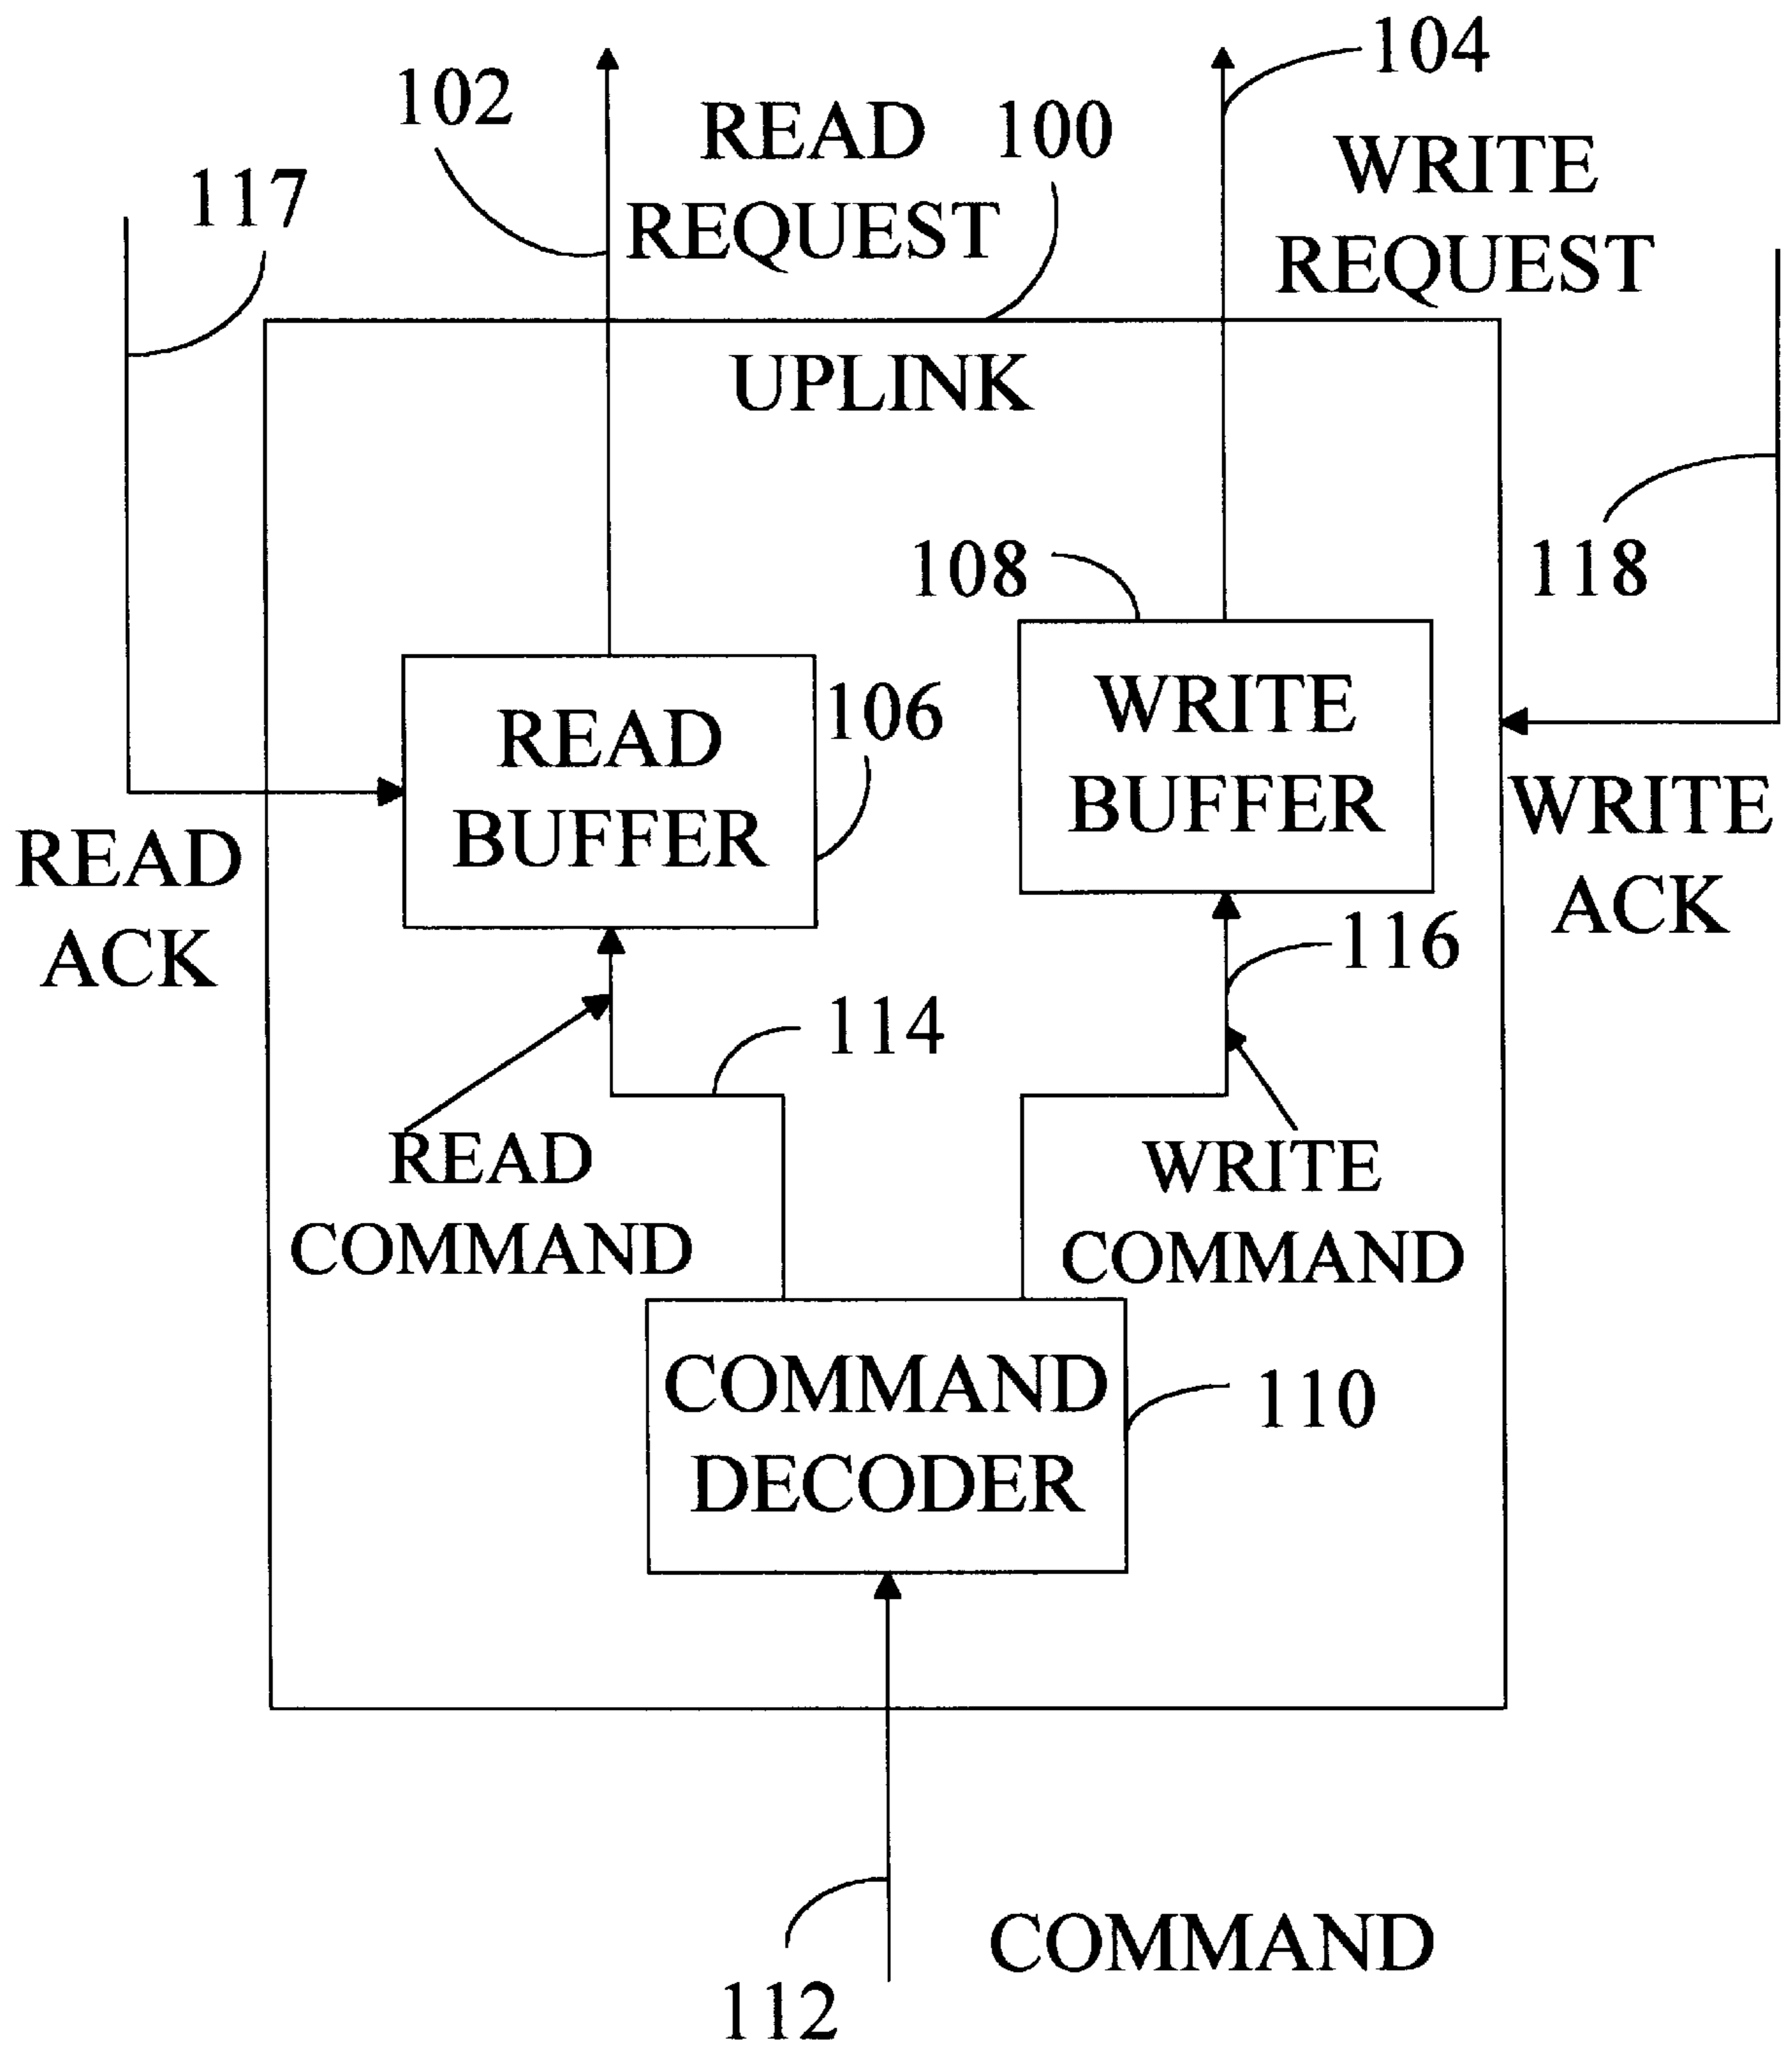 104
102
READ
REQUEST
100
WRITE
REQUEST
117
UPLINK
108
118
106
READ
BUFFER
WRITE
BUFFER
READ
ACK
WRITE
ACK
116
114
READ
COMMAND
WRITE
COMMAND
COMMAND
DECODER
110
COMMAND
112